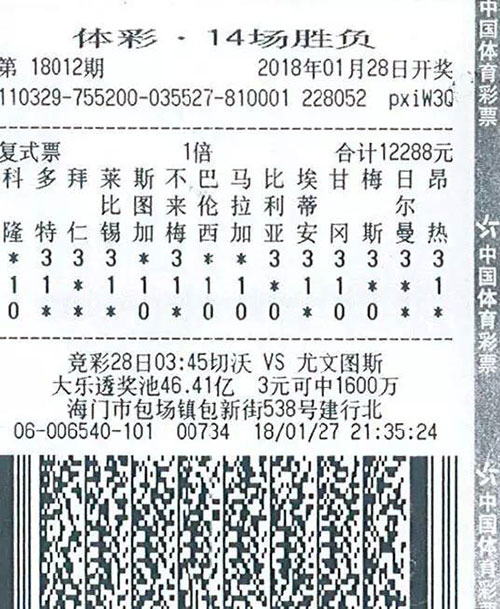 体彩·14场胜负
第 18012期 2018年01月28日开奖
110329-755200-035527-810001 228052 pxiW3Q
复式票 1倍 合计12288元
科 多 拜 莱 斯 不 巴 马 比 埃 甘 梅 日 昂
比 图 来 伦 拉 利 蒂 尔
隆 特 仁 锡 加 梅 西 加 亚 安 冈 斯 曼 热
* 3 3 3 * 3 * * 3 3 3 3 3 3
1 1 * 1 1 1 1 1 1 1 1 * * 1
0 * * * 0 * 0 0 0 0 0 0 * *
竞彩28日03:45切沃 VS 尤文图斯
大乐透奖池46.41亿 3元可中1600万
海门市包场镇包新街538号建行北
06-006540-101 00734 18/01/27 21:35:24
中国体育彩票
中国体育彩票
中国体育彩